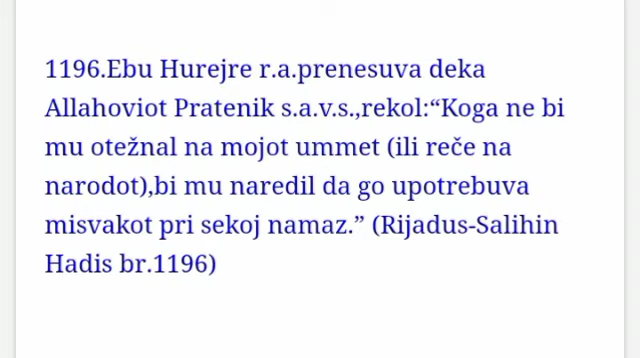 1196.Ebu Hurejre r.a.prenesuva deka
Allahoviot Pratenik s.a.v.s.,rekol:“Koga ne bi
mu otežnal na mojot ummet (ili reče na
narodot),bi mu naredil da go upotrebuva
misvakot pri sekoj namaz.” (Rijadus-Salihin
Hadis br.1196)